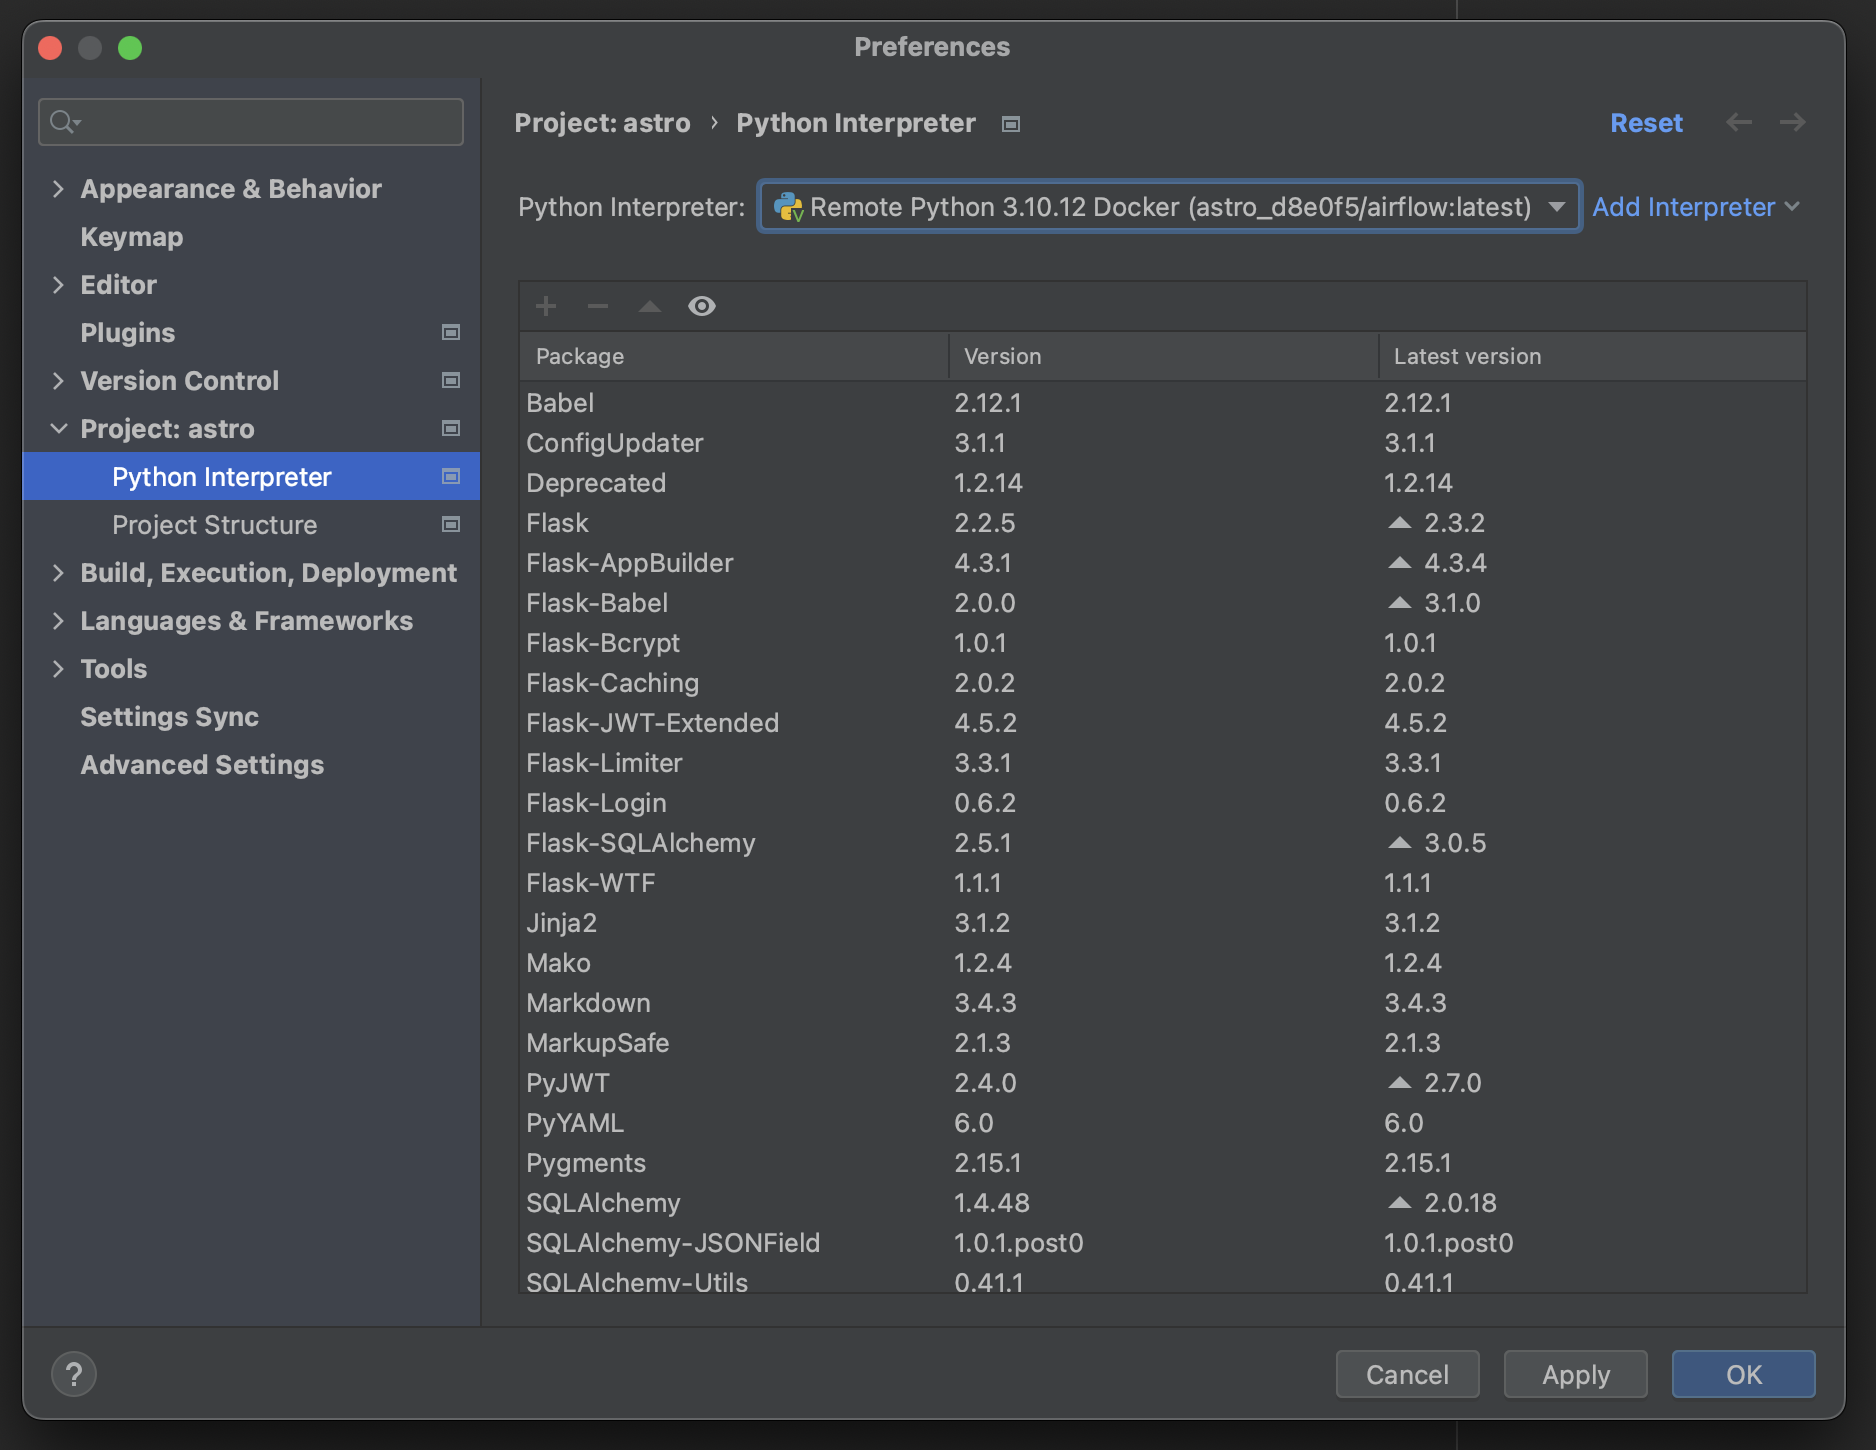 Preferences
Project: astro › Python Interpreter
Reset
Python Interpreter: Remote Python 3.10.12 Docker (astro_d8e0f5/airflow:latest) Add Interpreter
Appearance & Behavior
Keymap
Editor
Plugins
Version Control
Project: astro
Python Interpreter
Project Structure
Build, Execution, Deployment
Languages & Frameworks
Tools
Settings Sync
Advanced Settings
Package Version Latest version
Babel 2.12.1 2.12.1
ConfigUpdater 3.1.1 3.1.1
Deprecated 1.2.14 1.2.14
Flask 2.2.5 2.3.2
Flask-AppBuilder 4.3.1 4.3.4
Flask-Babel 2.0.0 3.1.0
Flask-Bcrypt 1.0.1 1.0.1
Flask-Caching 2.0.2 2.0.2
Flask-JWT-Extended 4.5.2 4.5.2
Flask-Limiter 3.3.1 3.3.1
Flask-Login 0.6.2 0.6.2
Flask-SQLAlchemy 2.5.1 3.0.5
Flask-WTF 1.1.1 1.1.1
Jinja2 3.1.2 3.1.2
Mako 1.2.4 1.2.4
Markdown 3.4.3 3.4.3
MarkupSafe 2.1.3 2.1.3
PyJWT 2.4.0 2.7.0
PyYAML 6.0 6.0
Pygments 2.15.1 2.15.1
SQLAlchemy 1.4.48 2.0.18
SQLAlchemy-JSONField 1.0.1.post0 1.0.1.post0
SQLAlchemy-Utils 0.41.1 0.41.1
?
Cancel
Apply
OK